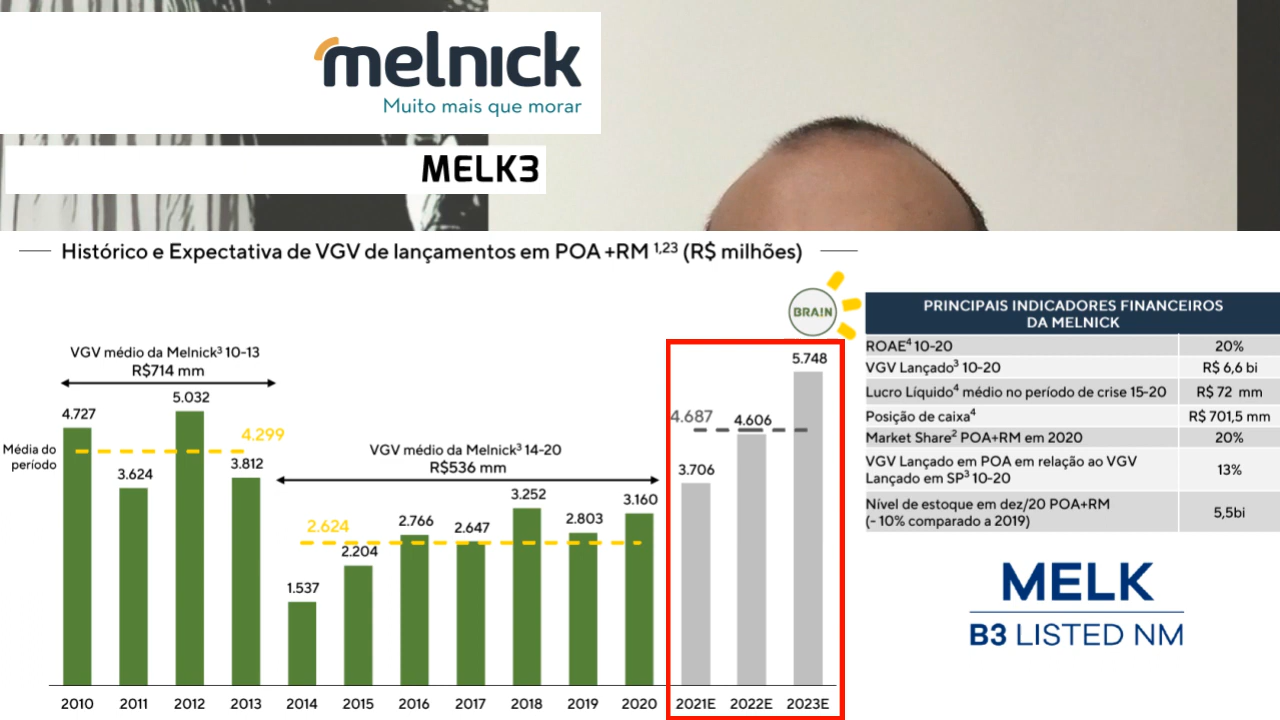 melnick
Muito mais que morar
MELK3
Histórico e Expectativa de VGV de lançamentos em POA +RM 1,23 (R$ milhões)
BRAIN
VGV médio da Melnick3 10-13
R$714 mm
4.727
3.624
5.032
3.812
4.299
Média do
período
VGV médio da Melnick3 14-20
R$536 mm
2.624
1.537
2.204
2.766
2.647
3.252
2.803
3.160
4.687
3.706
4.606
5.748
2010 2011 2012 2013 2014 2015 2016 2017 2018 2019 2020 2021E 2022E 2023E
PRINCIPAIS INDICADORES FINANCEIROS
DA MELNICK
ROAE4 10-20 20%
VGV Lançado3 10-20 R$ 6,6 bi
Lucro Líquido4 médio no período de crise 15-20 R$ 72 mm
Posição de caixa4 R$ 701,5 mm
Market Share2 POA+RM em 2020 20%
VGV Lançado em POA em relação ao VGV
Lançado em SP3 10-20 13%
Nível de estoque em dez/20 POA+RM
(- 10% comparado a 2019) 5,5bi
MELK
B3 LISTED NM